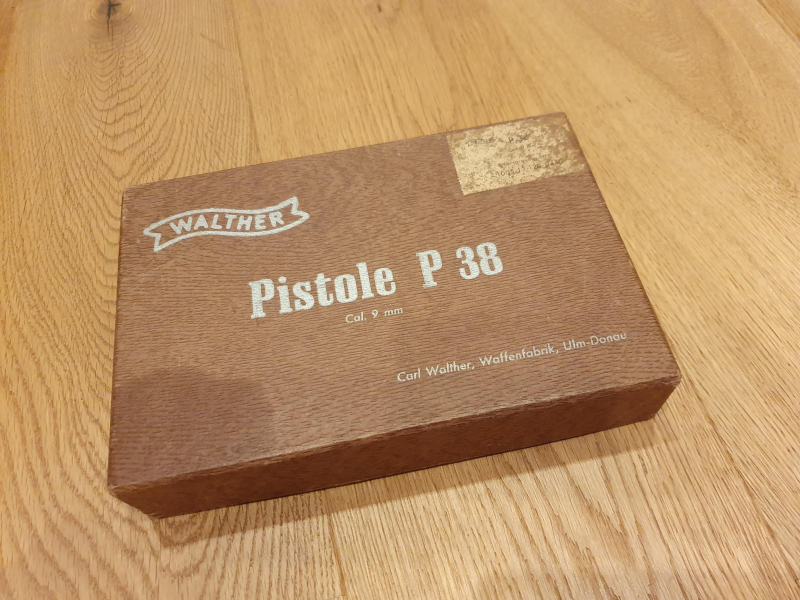 WALTHER
Pistole P 38
Cal. 9 mm
Carl Walther, Waffenfabrik, Ulm-Donau